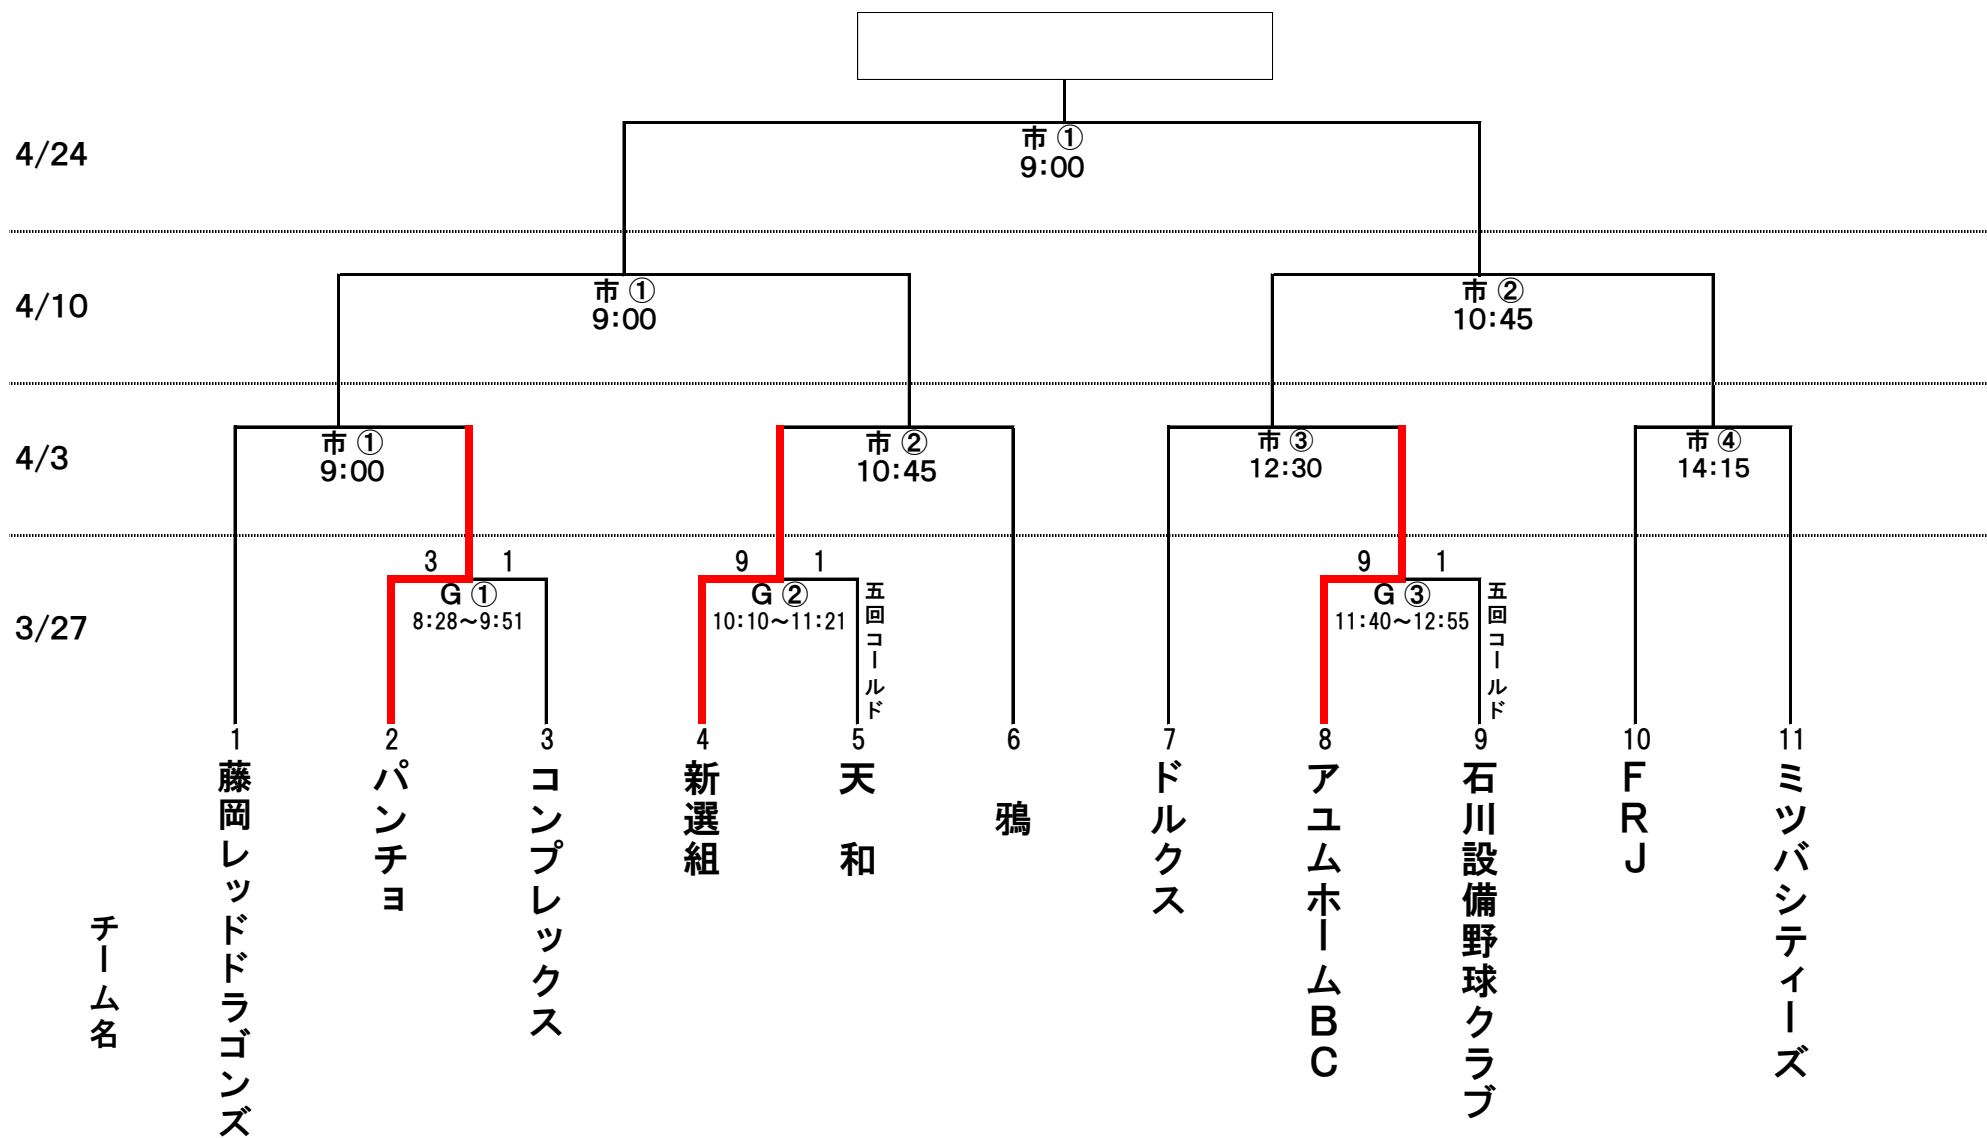 4/24
市 ①
9:00
4/10
市 ①
9:00
市 ②
10:45
4/3
市 ①
9:00
市 ②
10:45
市 ③
12:30
市 ④
14:15
3/27
3 1
G ①
8:28～9:51
9 1
G ②
10:10～11:21
五回コールド
9 1
G ③
11:40～12:55
五回コールド
チーム名
1
藤岡レッドドラゴンズ
2
パンチョ
3
コンプレックス
4
新選組
5
天 和
6
鴉
7
ドルクス
8
アユムホームBC
9
石川設備野球クラブ
10
FRJ
11
ミツバシティーズ